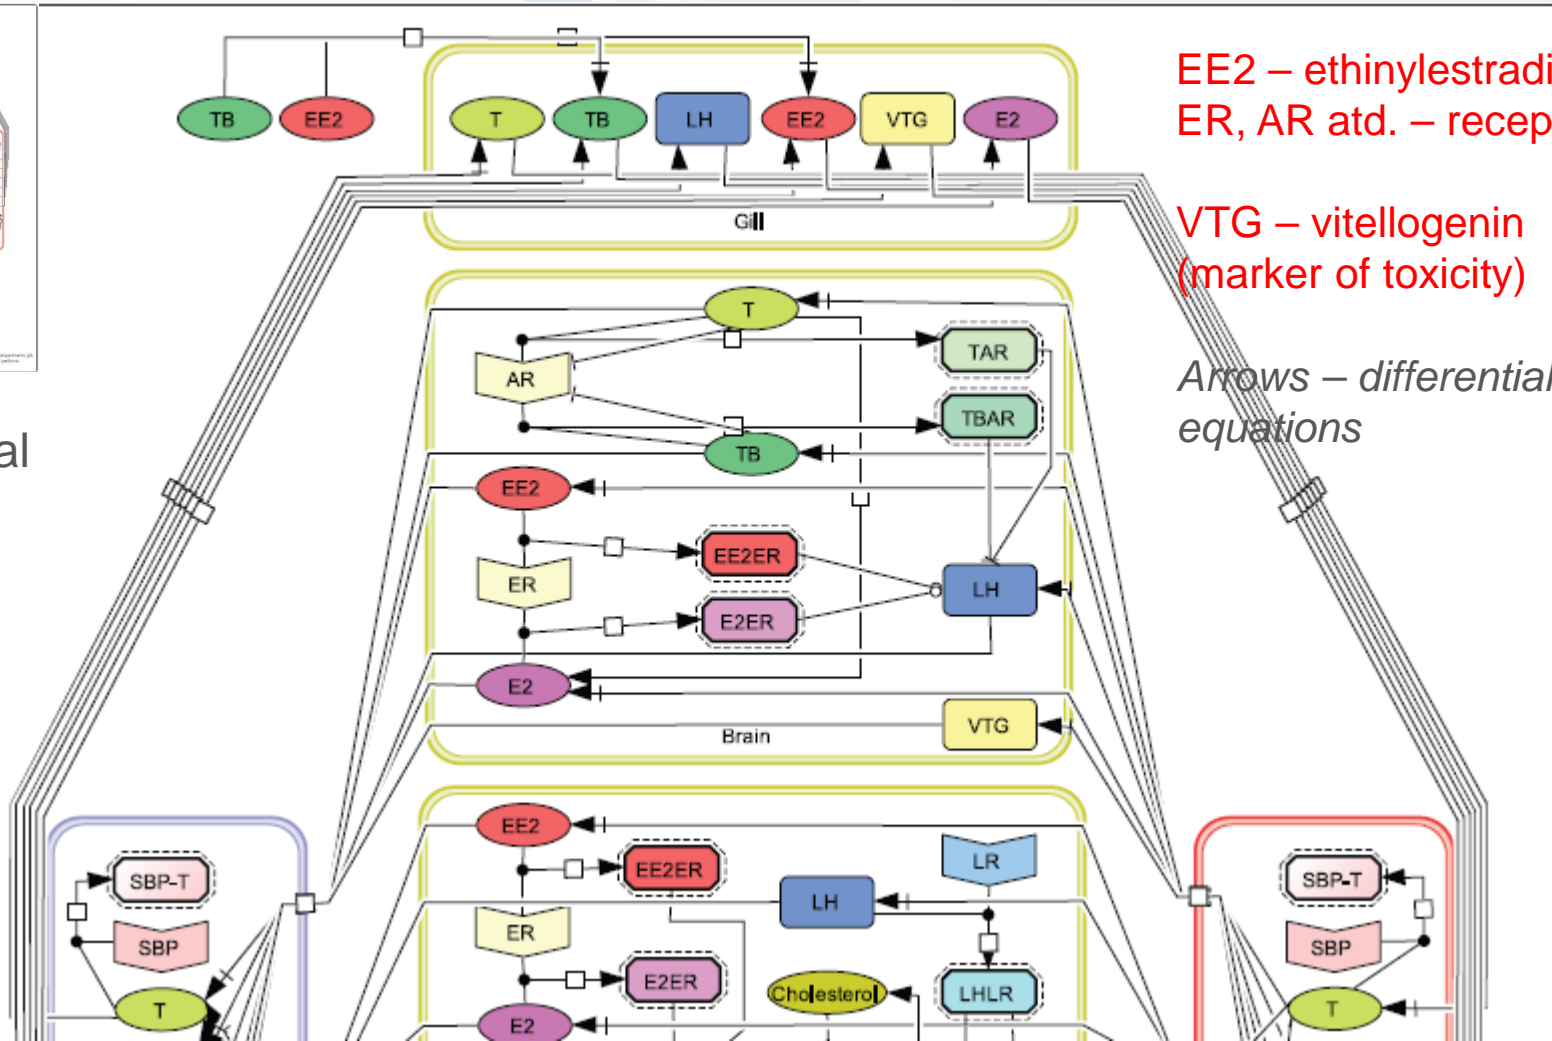 EE2 – ethinylestradi
ER, AR atd. – recep
VTG – vitellogenin
(marker of toxicity)
Arrows – differential
equations
al
TB EE2 T TB LH EE2 VTG E2
Gill
T
TAR
AR
TBAR
TB
EE2
EE2ER
ER
LH
E2ER
E2
VTG
Brain
EE2
EE2ER
LR
SBP-T
SBP-T
LH
ER
SBP
SBP
E2ER
Cholesterol
LHLR
T
T
E2